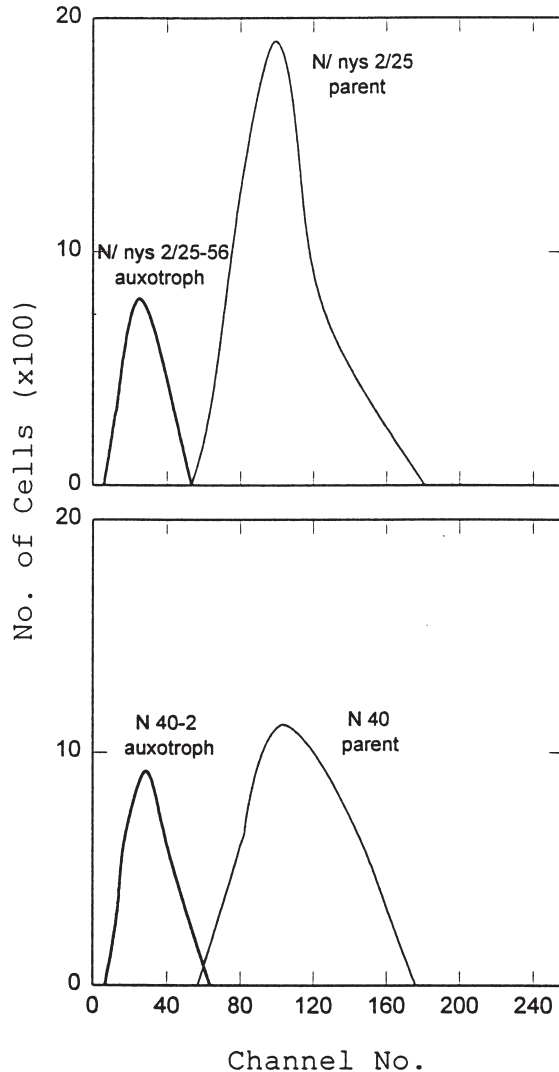 20
N/ nys 2/25
parent
10
N/ nys 2/25-56
auxotroph
0
20
N 40-2
auxotroph
N 40
parent
10
0
0 40 80 120 160 200 240
No. of Cells (x100)
Channel No.